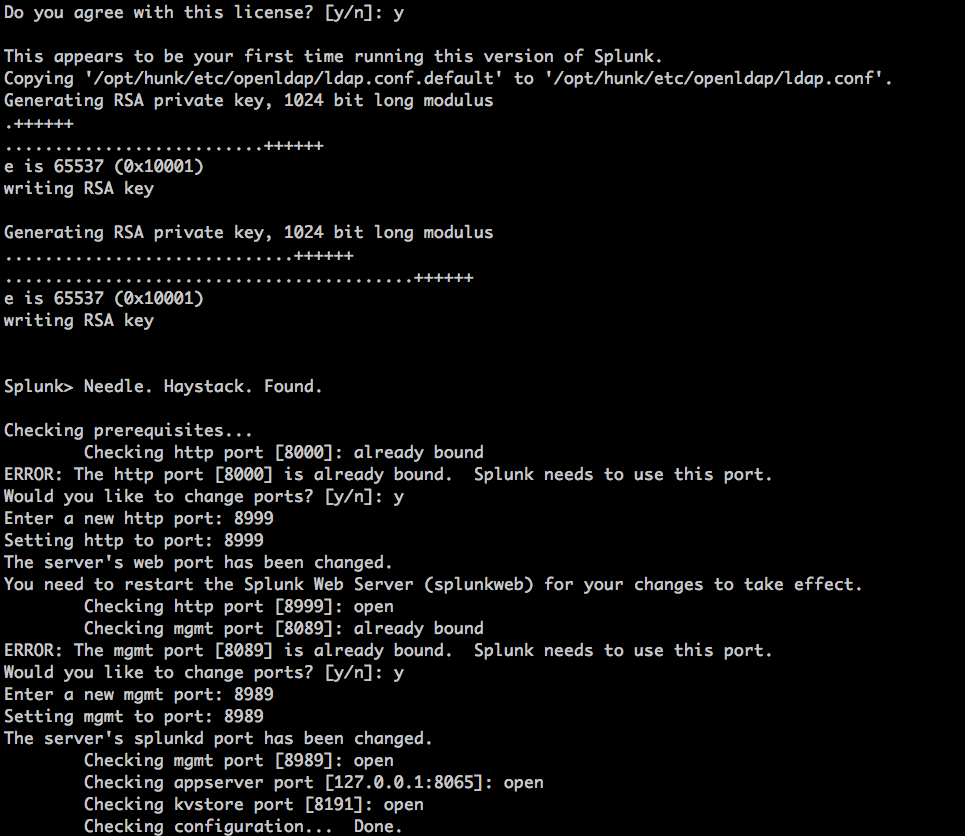 Do you agree with this license? [y/n]: y
This appears to be your first time running this version of Splunk.
Copying '/opt/hunk/etc/openldap/ldap.conf.default' to '/opt/hunk/etc/openldap/ldap.conf'.
Generating RSA private key, 1024 bit long modulus
.++++++
..........................++++++
e is 65537 (0x10001)
writing RSA key
Generating RSA private key, 1024 bit long modulus
.............................++++++
.........................................++++++
e is 65537 (0x10001)
writing RSA key
Splunk> Needle. Haystack. Found.
Checking prerequisites...
Checking http port [8000]: already bound
ERROR: The http port [8000] is already bound.  Splunk needs to use this port.
Would you like to change ports? [y/n]: y
Enter a new http port: 8999
Setting http to port: 8999
The server's web port has been changed.
You need to restart the Splunk Web Server (splunkweb) for your changes to take effect.
Checking http port [8999]: open
Checking mgmt port [8089]: already bound
ERROR: The mgmt port [8089] is already bound.  Splunk needs to use this port.
Would you like to change ports? [y/n]: y
Enter a new mgmt port: 8989
Setting mgmt to port: 8989
The server's splunkd port has been changed.
Checking mgmt port [8989]: open
Checking appserver port [127.0.0.1:8065]: open
Checking kvstore port [8191]: open
Checking configuration...  Done.